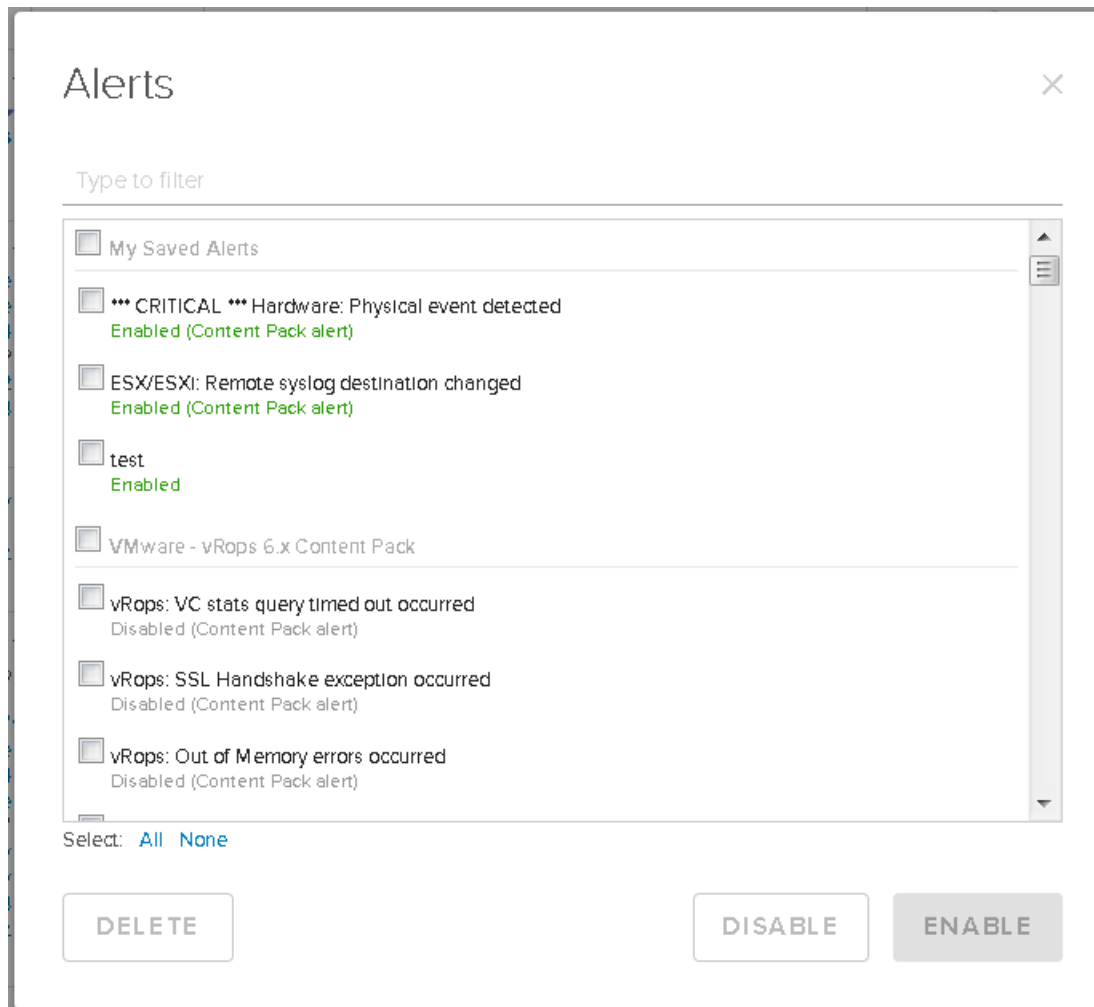 Alerts
Type to filter
My Saved Alerts
*** CRITICAL *** Hardware: Physical event detected
Enabled (Content Pack alert)
ESX/ESXi: Remote syslog destination changed
Enabled (Content Pack alert)
test
Enabled
VMware - vRops 6.x Content Pack
vRops: VC stats query timed out occurred
Disabled (Content Pack alert)
vRops: SSL Handshake exception occurred
Disabled (Content Pack alert)
vRops: Out of Memory errors occurred
Disabled (Content Pack alert)
Select: All None
DELETE DISABLE ENABLE